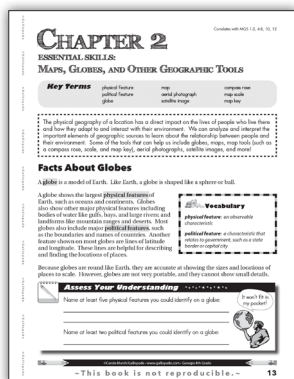 Correlates with MGS 1-2, 4-8, 10, 12
CHAPTER 2
ESSENTIAL SKILLS:
MAPS, GLOBES, AND OTHER GEOGRAPHIC TOOLS
Key Terms
physical feature
political feature
globe
map
aerial photograph
satellite image
compass rose
map scale
map key
The physical geography of a location has a direct impact on the lives of people who live there
and how they adapt to and interact with their environment. We can analyze and interpret the
important elements of geographic sources to learn about the relationship between people and
their environment. Some of the tools that can help us include globes, maps, map tools (such as
a compass rose, scale, and map key), aerial photographs, satellite images, and more!
Facts About Globes
A globe is a model of Earth. Like Earth, a globe is shaped like a sphere or ball.
A globe shows the largest physical features of
Earth, such as oceans and continents. Globes
also show other major physical features including
bodies of water like gulfs, bays, and large rivers; and
landforms like mountain ranges and deserts. Most
globes also include major political features, such
as the boundaries and names of countries. Another
feature shown on most globes are lines of latitude
and longitude. These lines are helpful for describing
and finding the locations of places.
Vocabulary
physical feature: an observable
characteristic
political feature: a characteristic that
relates to government, such as a state
border or capital city
Because globes are round like Earth, they are accurate at showing the sizes and locations of
places to scale. However, globes are not very portable, and they cannot show small details.
Assess Your Understanding
Name at least five physical features you could identify on a globe:
It won't fit in
my pocket!
Name at least two political features you could identify on a globe:
©Carole Marsh/Gallopade • www.gallopade.com • Georgia 8th Grade
~This book is not reproducible.~
13